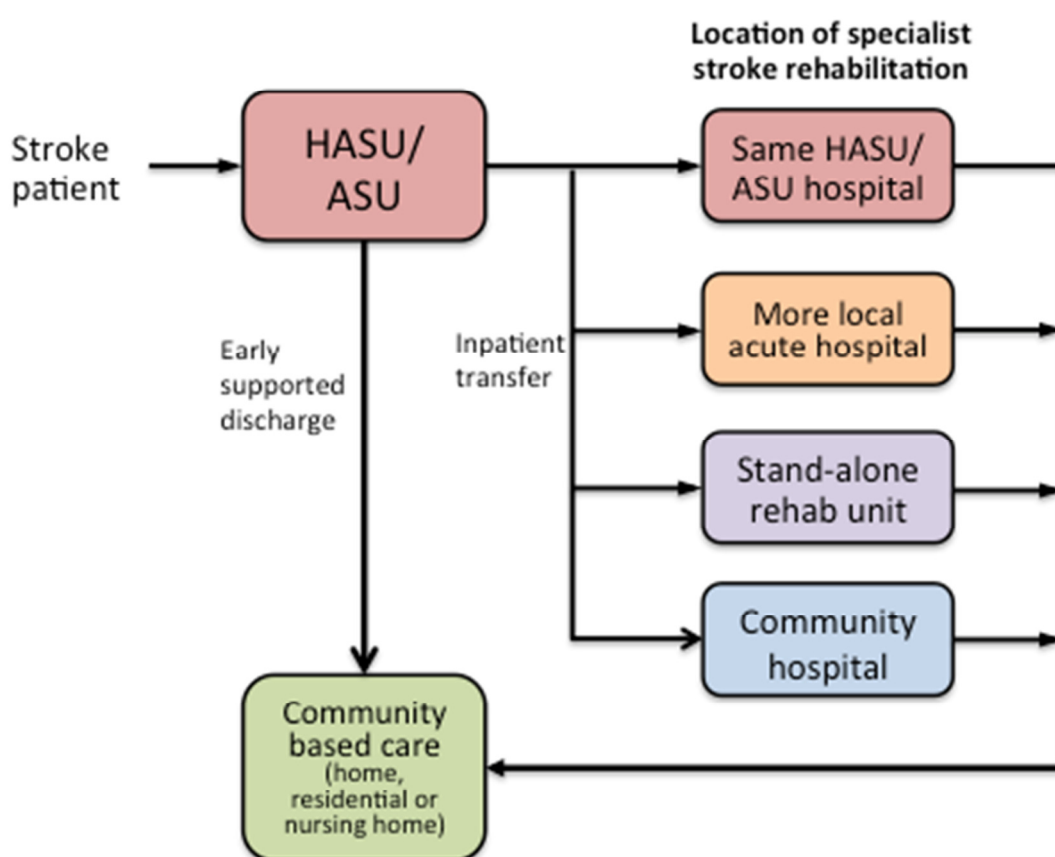 Location of specialist
stroke rehabilitation
Stroke
patient
HASU/
ASU
Same HASU/
ASU hospital
More local
acute hospital
Early
supported
discharge
Inpatient
transfer
Stand-alone
rehab unit
Community
hospital
Community
based care
(home,
residential or
nursing home)